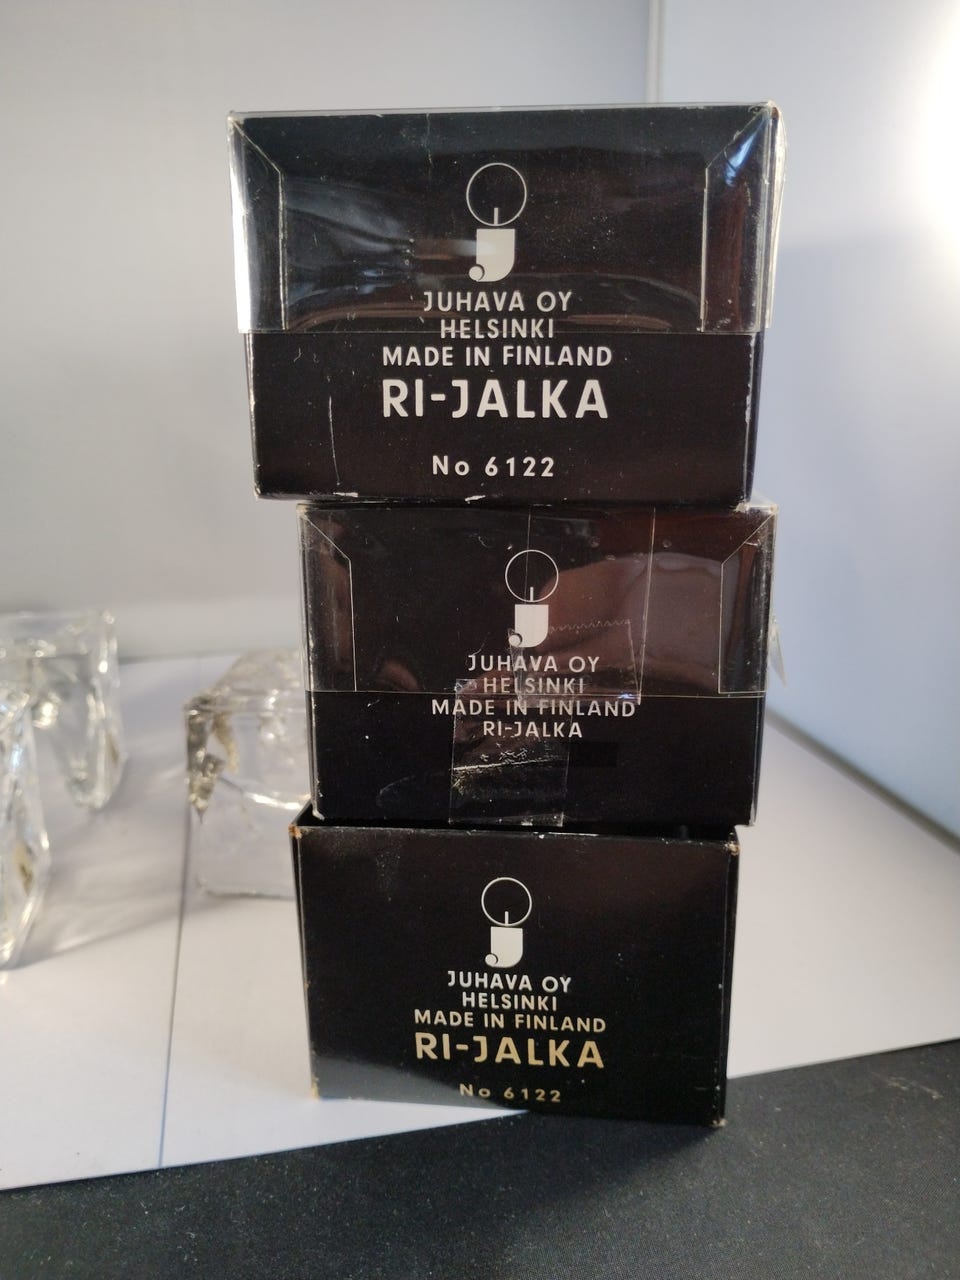 JUHAVA OY
HELSINKI
MADE IN FINLAND
RI-JALKA
No 6122
JUHAVA OY
HELSINKI
MADE IN FINLAND
RI-JALKA
JUHAVA OY
HELSINKI
MADE IN FINLAND
RI-JALKA
No 6122